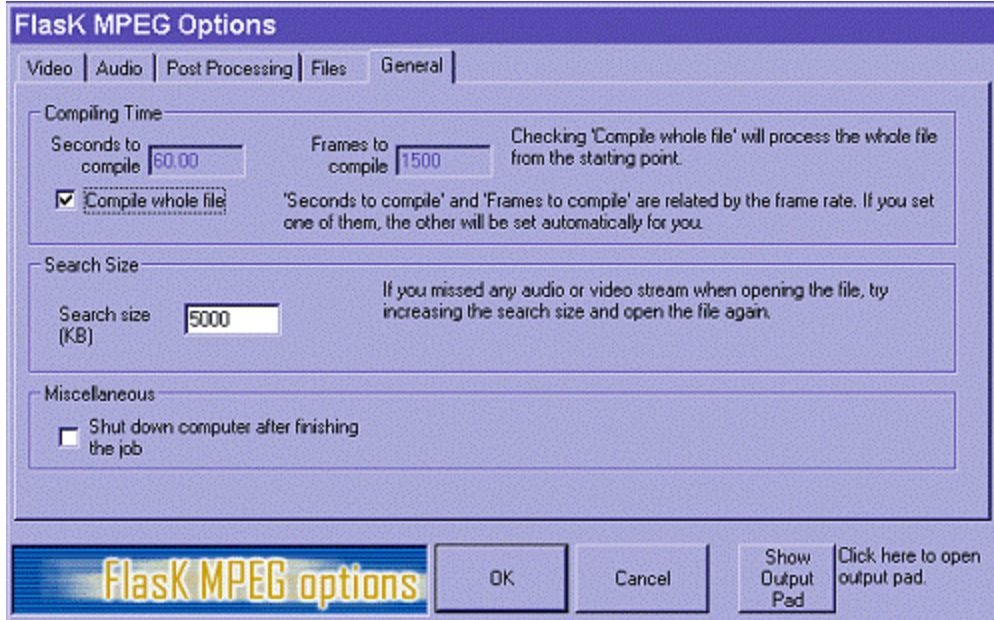 FlasK MPEG Options
Video Audio Post Processing Files General
Compiling Time
Seconds to compile 60.00
Frames to compile 1500
Checking 'Compile whole file' will process the whole file
from the starting point.
Compile whole file
'Seconds to compile' and 'Frames to compile' are related by the frame rate. If you set
one of them, the other will be set automatically for you.
Search Size
Search size
(KB)
5000
If you missed any audio or video stream when opening the file, try
increasing the search size and open the file again.
Miscellaneous
Shut down computer after finishing
the job
FlasK MPEG options
OK
Cancel
Show
Output
Pad
Click here to open
output pad.